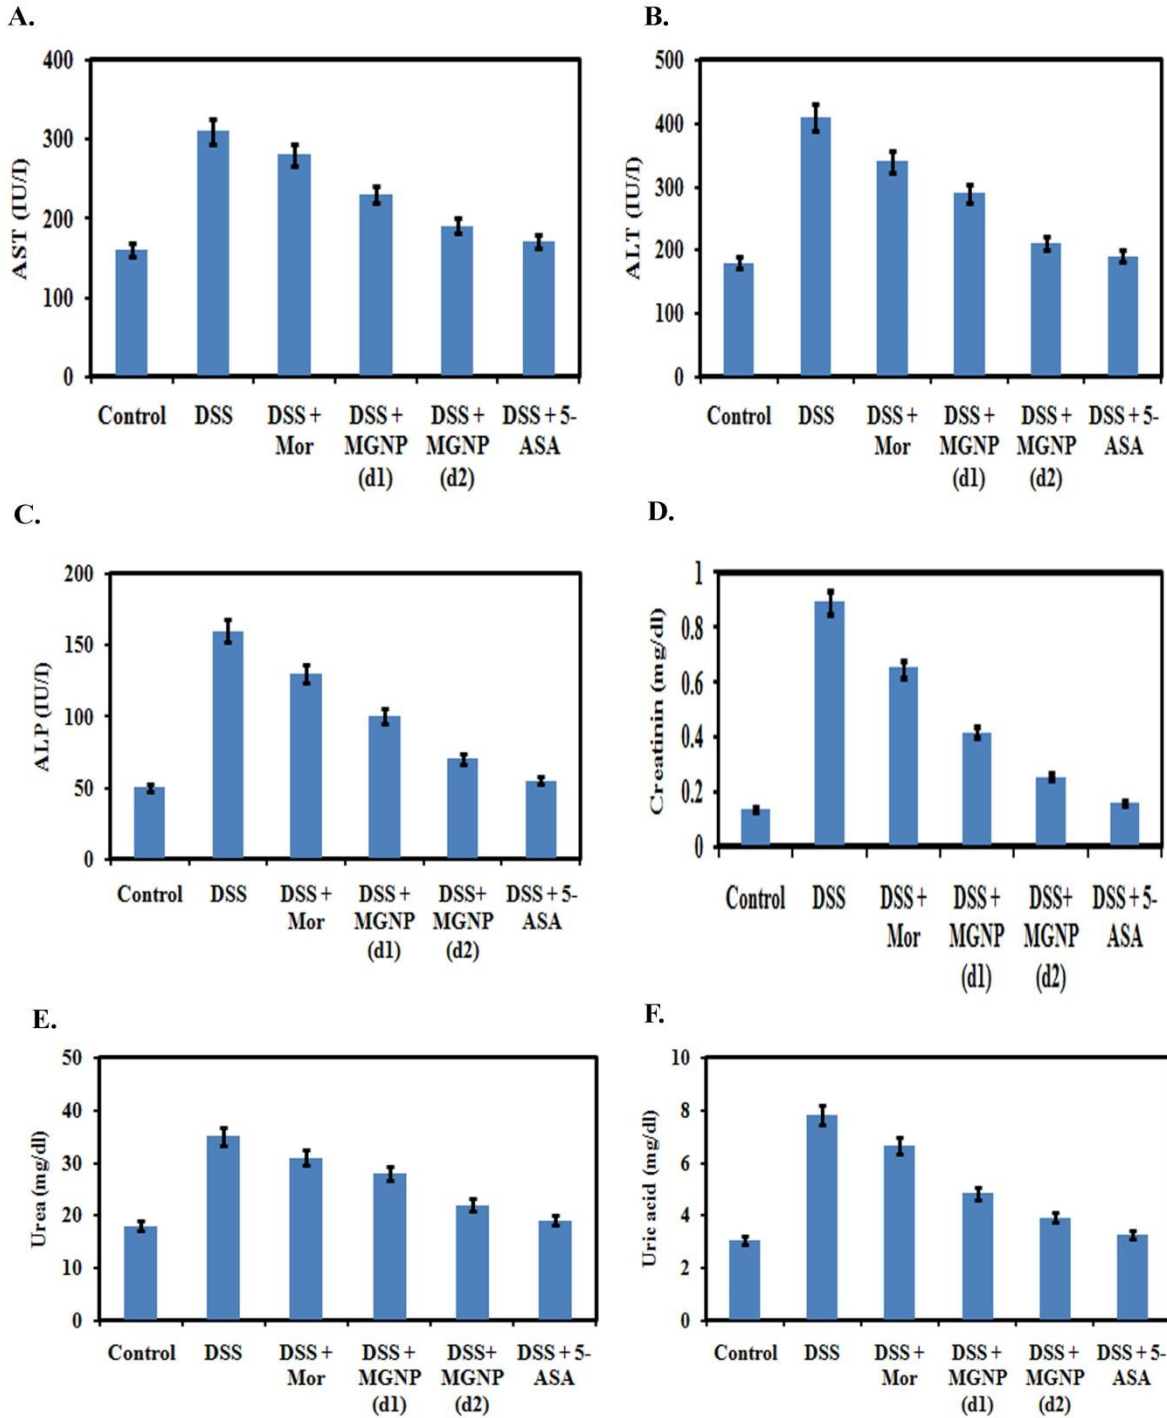 A.
AST (IU/I)
400
300
200
100
0
Control DSS DSS + DSS + DSS + DSS + 5-
Mor MGNP MGNP ASA
(d1) (d2)
B.
ALT (IU/I)
500
400
300
200
100
0
Control DSS DSS + DSS + DSS + DSS + 5-
Mor MGNP MGNP ASA
(d1) (d2)
C.
ALP (IU/I)
200
150
100
50
0
Control DSS DSS + DSS + DSS+ DSS + 5-
Mor MGNP MGNP ASA
(d1) (d2)
D.
Creatinin (mg/dl)
1
0.8
0.6
0.4
0.2
0
Control DSS DSS + DSS + DSS+ DSS + 5-
Mor MGNP MGNP ASA
(d1) (d2)
E.
Urea (mg/dl)
50
40
30
20
10
0
Control DSS DSS + DSS + DSS+ DSS + 5-
Mor MGNP MGNP ASA
(d1) (d2)
F.
Uric acid (mg/dl)
10
8
6
4
2
0
Control DSS DSS + DSS + DSS+ DSS + 5-
Mor MGNP MGNP ASA
(d1) (d2)